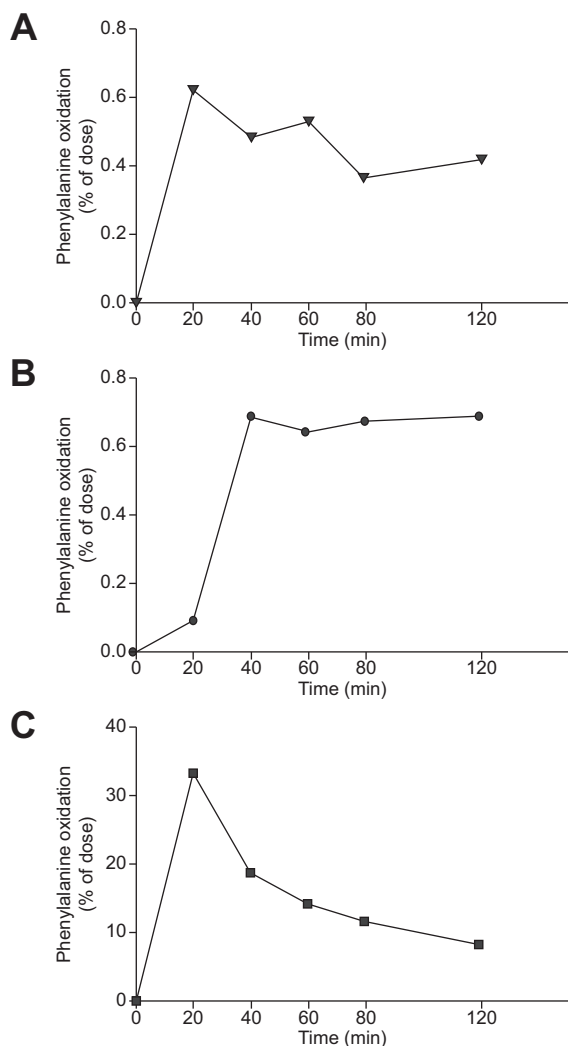 A
Phenylalanine oxidation
(% of dose)
0.8
0.6
0.4
0.2
0.0
0 20 40 60 80 120
Time (min)
B
Phenylalanine oxidation
(% of dose)
0.8
0.6
0.4
0.2
0.0
0 20 40 60 80 120
Time (min)
C
Phenylalanine oxidation
(% of dose)
40
30
20
10
0
0 20 40 60 80 120
Time (min)